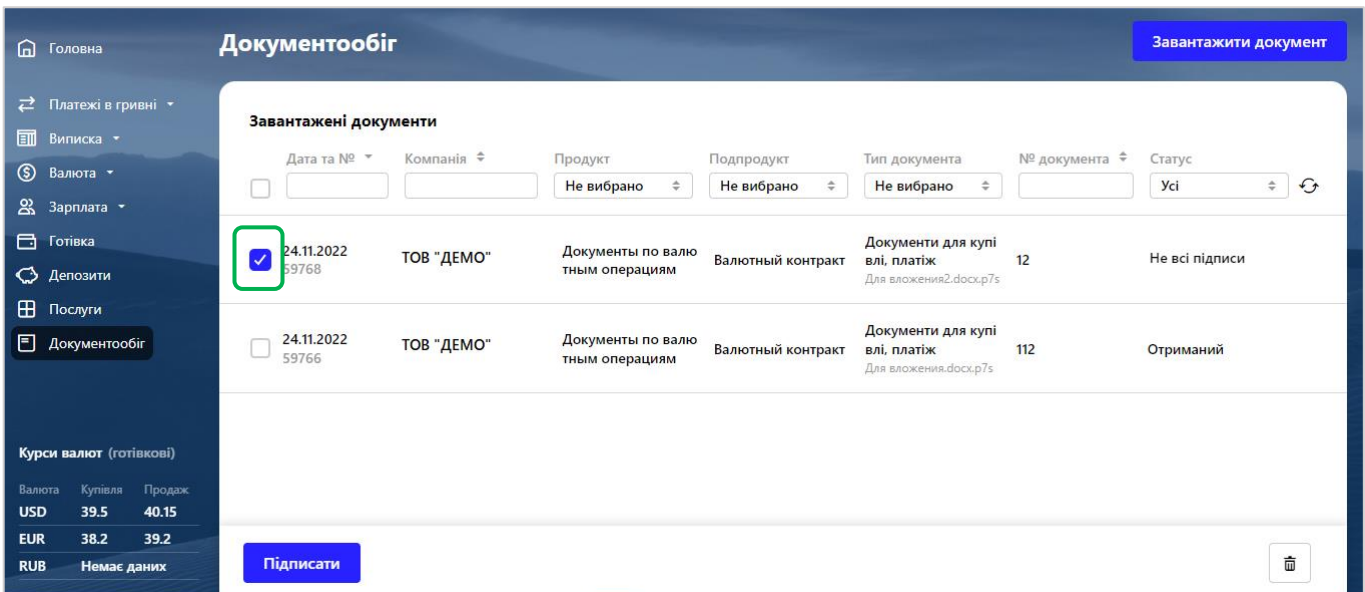 Головна
Платежі в гривні
Виписка
Валюта
Зарплата
Готівка
Депозити
Послуги
Документообіг
Курси валют (готівкові)
Валюта Купівля Продаж
USD 39.5 40.15
EUR 38.2 39.2
RUB Немає даних
Документообіг
Завантажити документ
Завантажені документи
Дата та № Компанія Продукт Подпродукт Тип документа № документа Статус
Не вибрано Не вибрано Не вибрано Усі
24.11.2022
59768
ТОВ "ДЕМО"
Документы по валю
тным операциям
Валютный контракт
Документи для купі
влі, платіж
Для вложения2.docx.p7s
12
Не всі підписи
24.11.2022
59766
ТОВ "ДЕМО"
Документы по валю
тным операциям
Валютный контракт
Документи для купі
влі, платіж
Для вложения.docx.p7s
112
Отриманий
Підписати